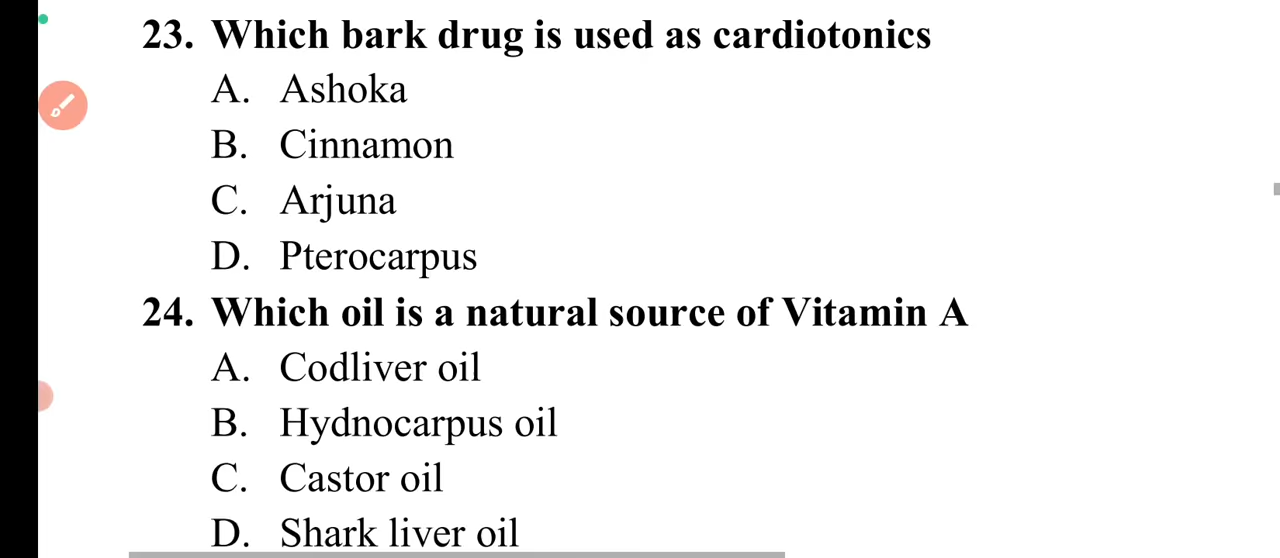 23. Which bark drug is used as cardiotonics
A. Ashoka
B. Cinnamon
C. Arjuna
D. Pterocarpus
24. Which oil is a natural source of Vitamin A
A. Codliver oil
B. Hydnocarpus oil
C. Castor oil
D. Shark liver oil